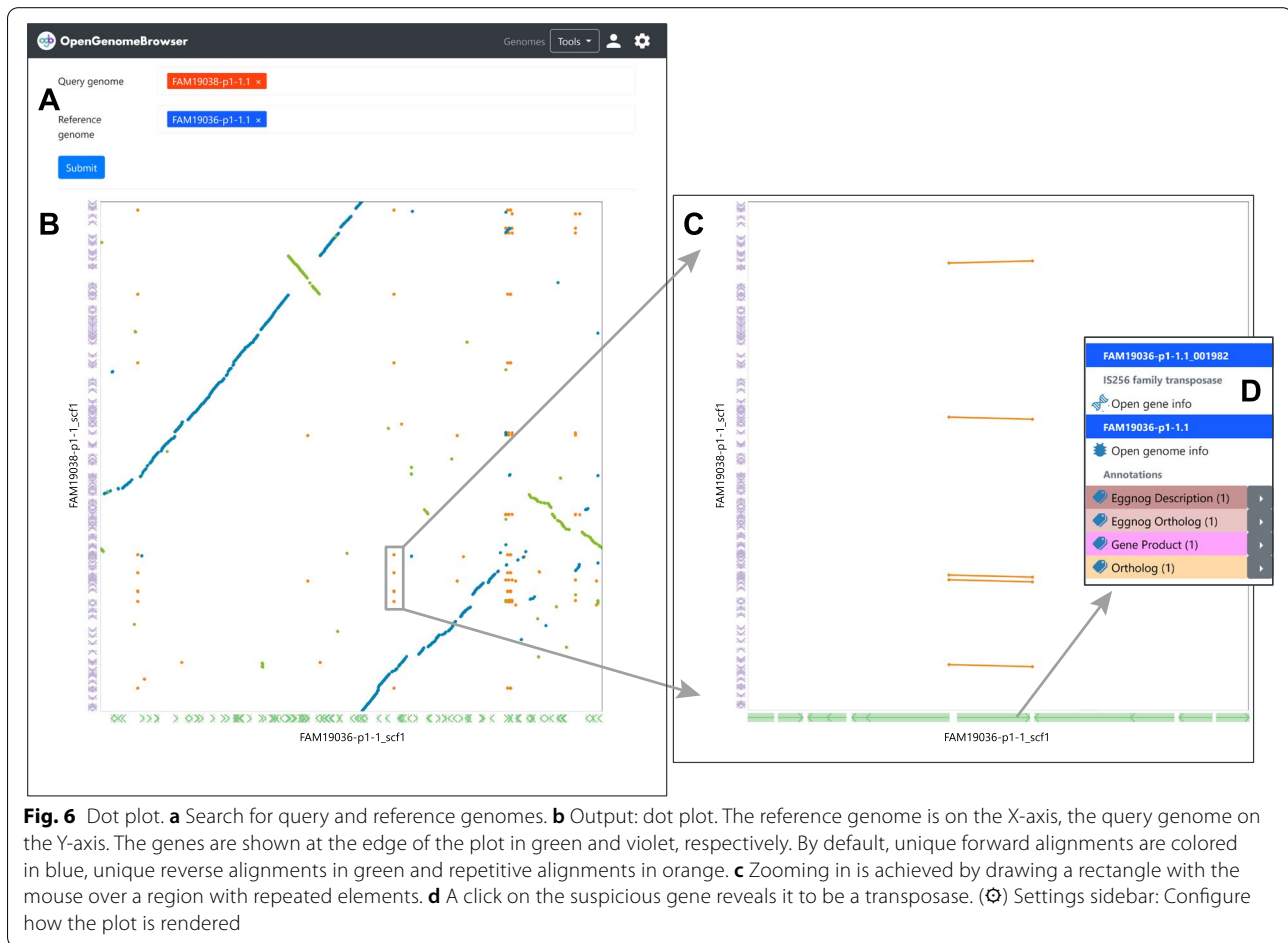 OpenGenomeBrowser
Genomes Tools
A
Query genome
FAM19038-p1-1.1 ×
Reference
genome
FAM19036-p1-1.1 ×
Submit
B
FAM19038-p1-1_scf1
FAM19036-p1-1_scf1
C
FAM19038-p1-1_scf1
FAM19036-p1-1_scf1
D
FAM19036-p1-1.1_001982
IS256 family transposase
Open gene info
FAM19036-p1-1.1
Open genome info
Annotations
Eggnog Description (1)
Eggnog Ortholog (1)
Gene Product (1)
Ortholog (1)
Fig. 6 Dot plot. a Search for query and reference genomes. b Output: dot plot. The reference genome is on the X-axis, the query genome on
the Y-axis. The genes are shown at the edge of the plot in green and violet, respectively. By default, unique forward alignments are colored
in blue, unique reverse alignments in green and repetitive alignments in orange. c Zooming in is achieved by drawing a rectangle with the
mouse over a region with repeated elements. d A click on the suspicious gene reveals it to be a transposase. (⚙) Settings sidebar: Configure
how the plot is rendered